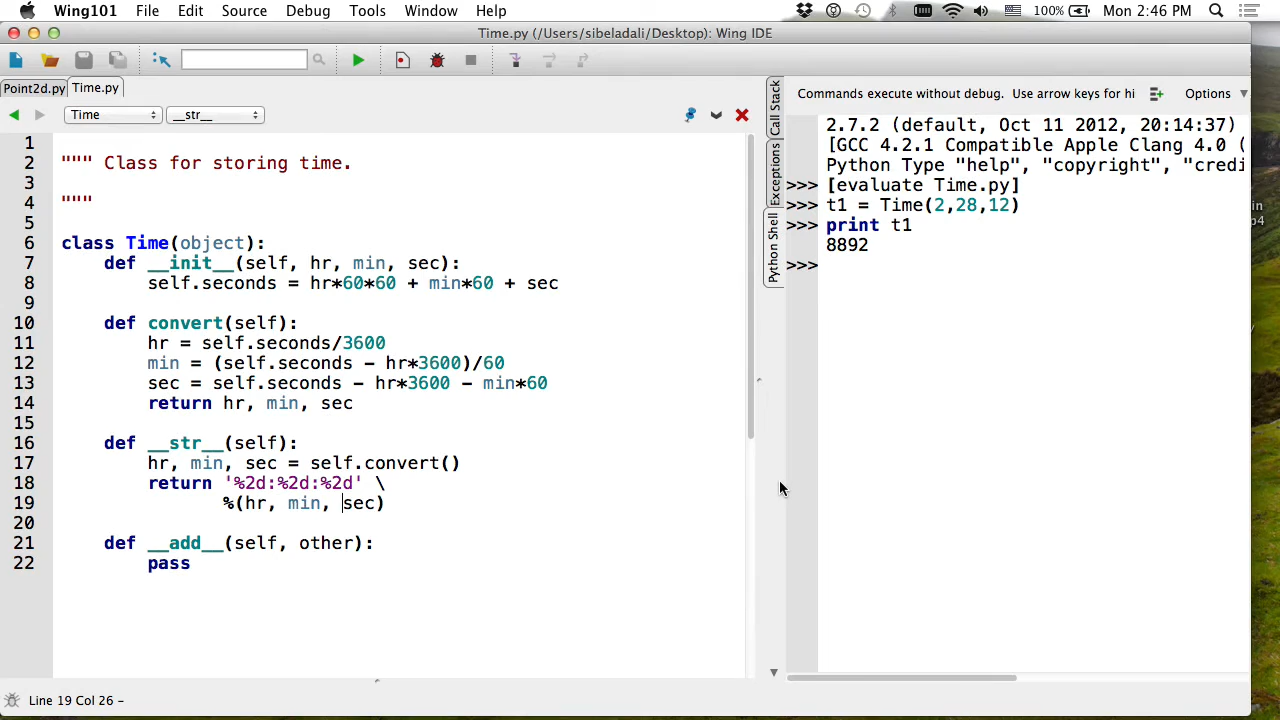 Wing101 File Edit Source Debug Tools Window Help 100% Mon 2:46 PM
Time.py (/Users/sibeladali/Desktop): Wing IDE
Point2d.py Time.py
Time __str__
1
2 """ Class for storing time.
3
4 """
5
6 class Time(object):
7 def __init__(self, hr, min, sec):
8 self.seconds = hr*60*60 + min*60 + sec
9
10 def convert(self):
11 hr = self.seconds/3600
12 min = (self.seconds - hr*3600)/60
13 sec = self.seconds - hr*3600 - min*60
14 return hr, min, sec
15
16 def __str__(self):
17 hr, min, sec = self.convert()
18 return '%2d:%2d:%2d' \
19 %(hr, min, sec)
20
21 def __add__(self, other):
22 pass
Line 19 Col 26 -
Call Stack
Exceptions
Python Shell
Commands execute without debug. Use arrow keys for hi Options
2.7.2 (default, Oct 11 2012, 20:14:37)
[GCC 4.2.1 Compatible Apple Clang 4.0 (
Python Type "help", "copyright", "credi
>>> [evaluate Time.py]
>>> t1 = Time(2,28,12)
>>> print t1
8892
>>>
in
p4